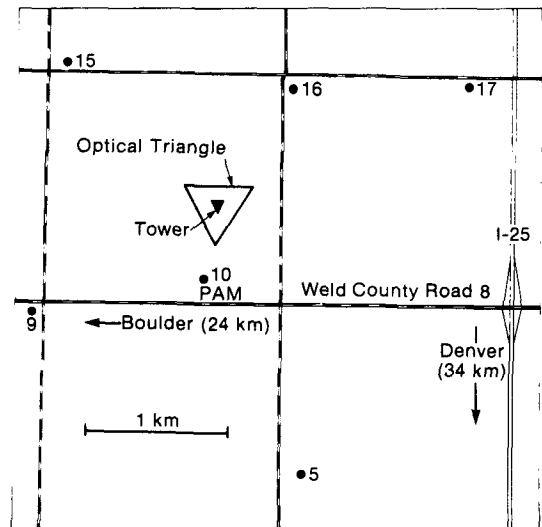 15
16
17
Optical Triangle
Tower
I-25
10
PAM
Weld County Road 8
9
Boulder (24 km)
Denver
(34 km)
1 km
5